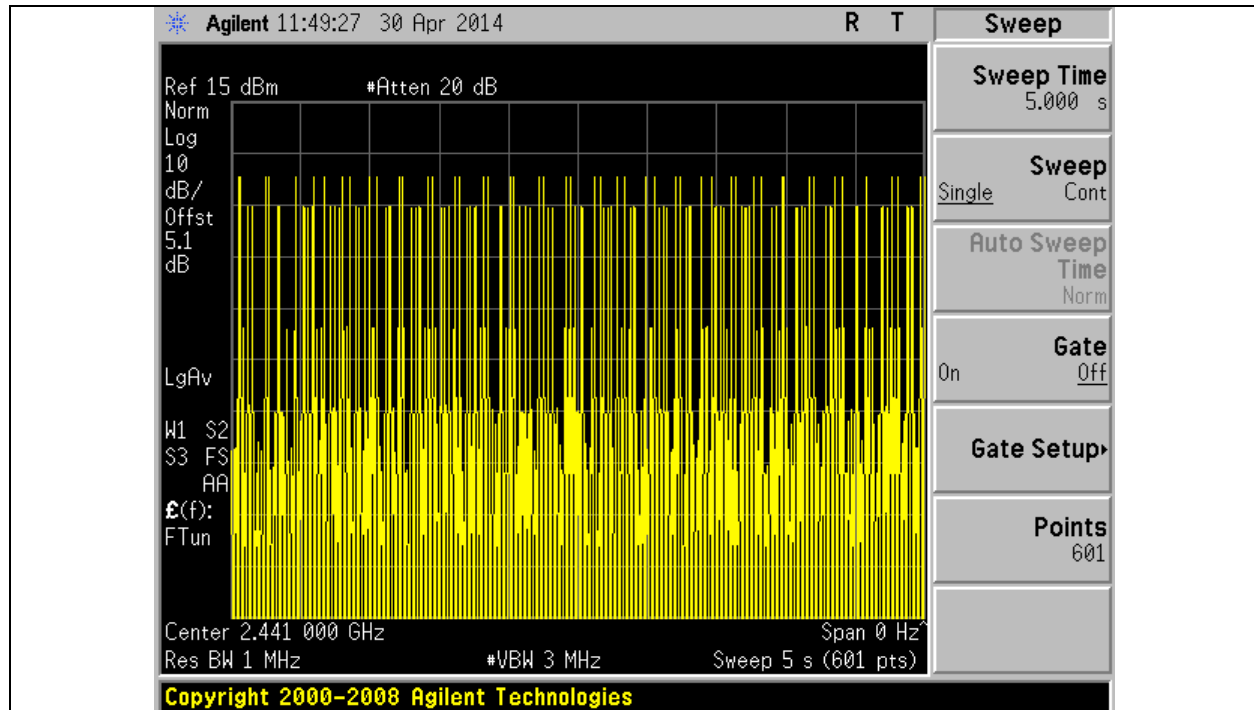 Agilent 11:49:27 30 Apr 2014 R T
Ref 15 dBm #Atten 20 dB
Norm
Log
10
dB/
Offst
5.1
dB
LgAv
W1 S2
S3 FS
AA
£(f):
FTun
Center 2.441 000 GHz Span 0 Hz^
Res BW 1 MHz #VBW 3 MHz Sweep 5 s (601 pts)
Copyright 2000-2008 Agilent Technologies
Sweep
Sweep Time
5.000 s
Sweep
Single Cont
Auto Sweep
Time
Norm
Gate
On Off
Gate Setup
Points
601